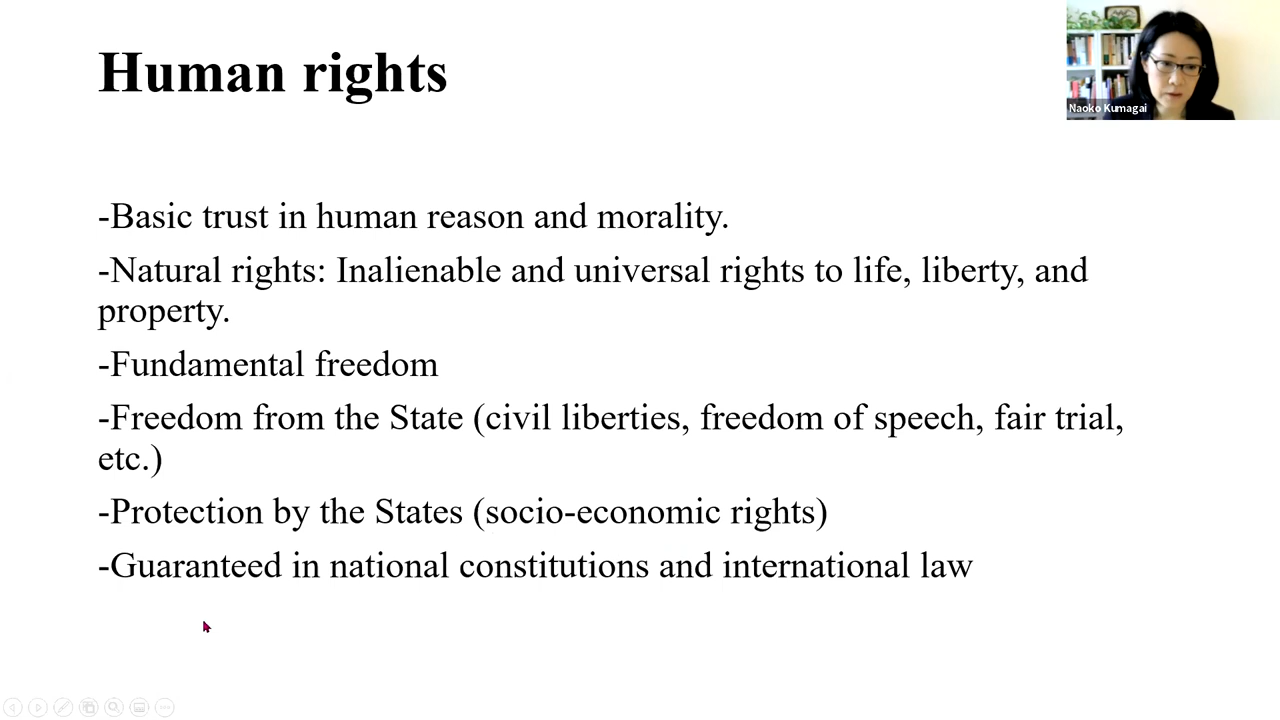 Human rights
Naoko Kumagai
-Basic trust in human reason and morality.
-Natural rights: Inalienable and universal rights to life, liberty, and
property.
-Fundamental freedom
-Freedom from the State (civil liberties, freedom of speech, fair trial,
etc.)
-Protection by the States (socio-economic rights)
-Guaranteed in national constitutions and international law